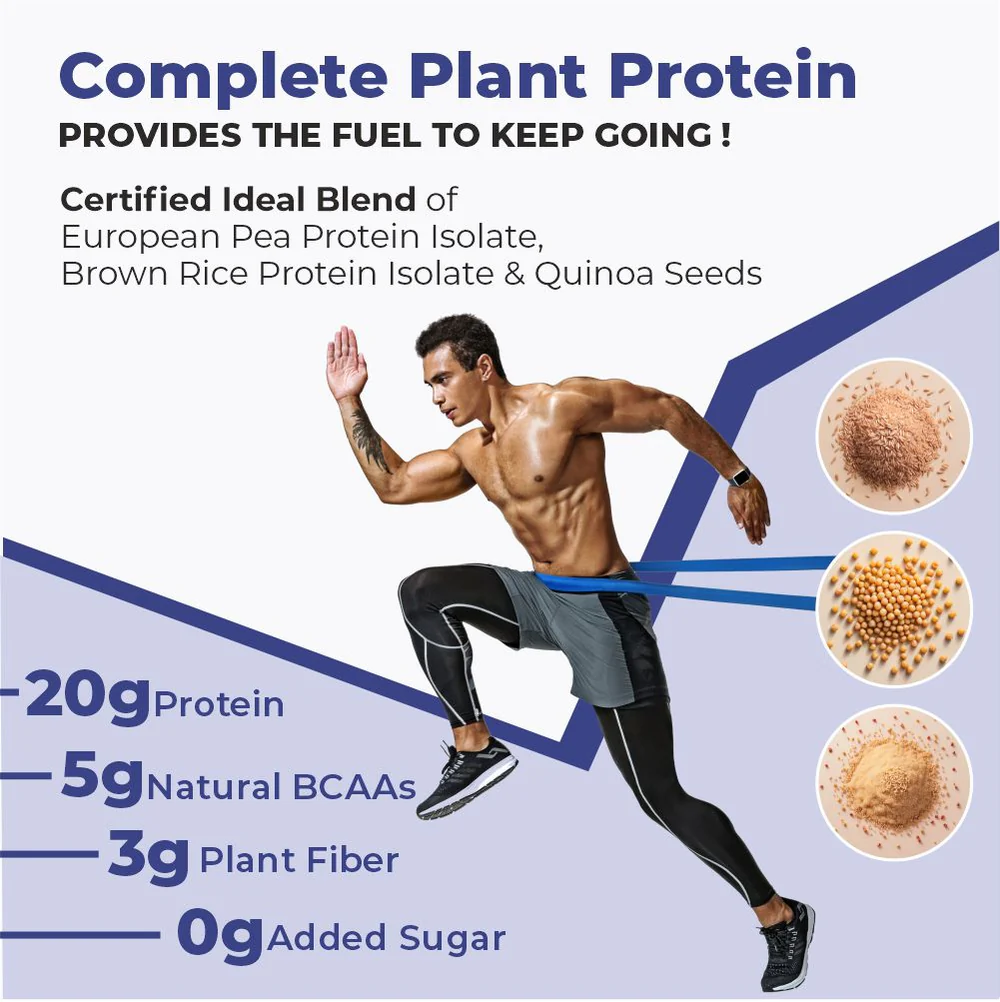 Complete Plant Protein
PROVIDES THE FUEL TO KEEP GOING !
Certified Ideal Blend of
European Pea Protein Isolate,
Brown Rice Protein Isolate & Quinoa Seeds
20g Protein
5g Natural BCAAs
3g Plant Fiber
0g Added Sugar